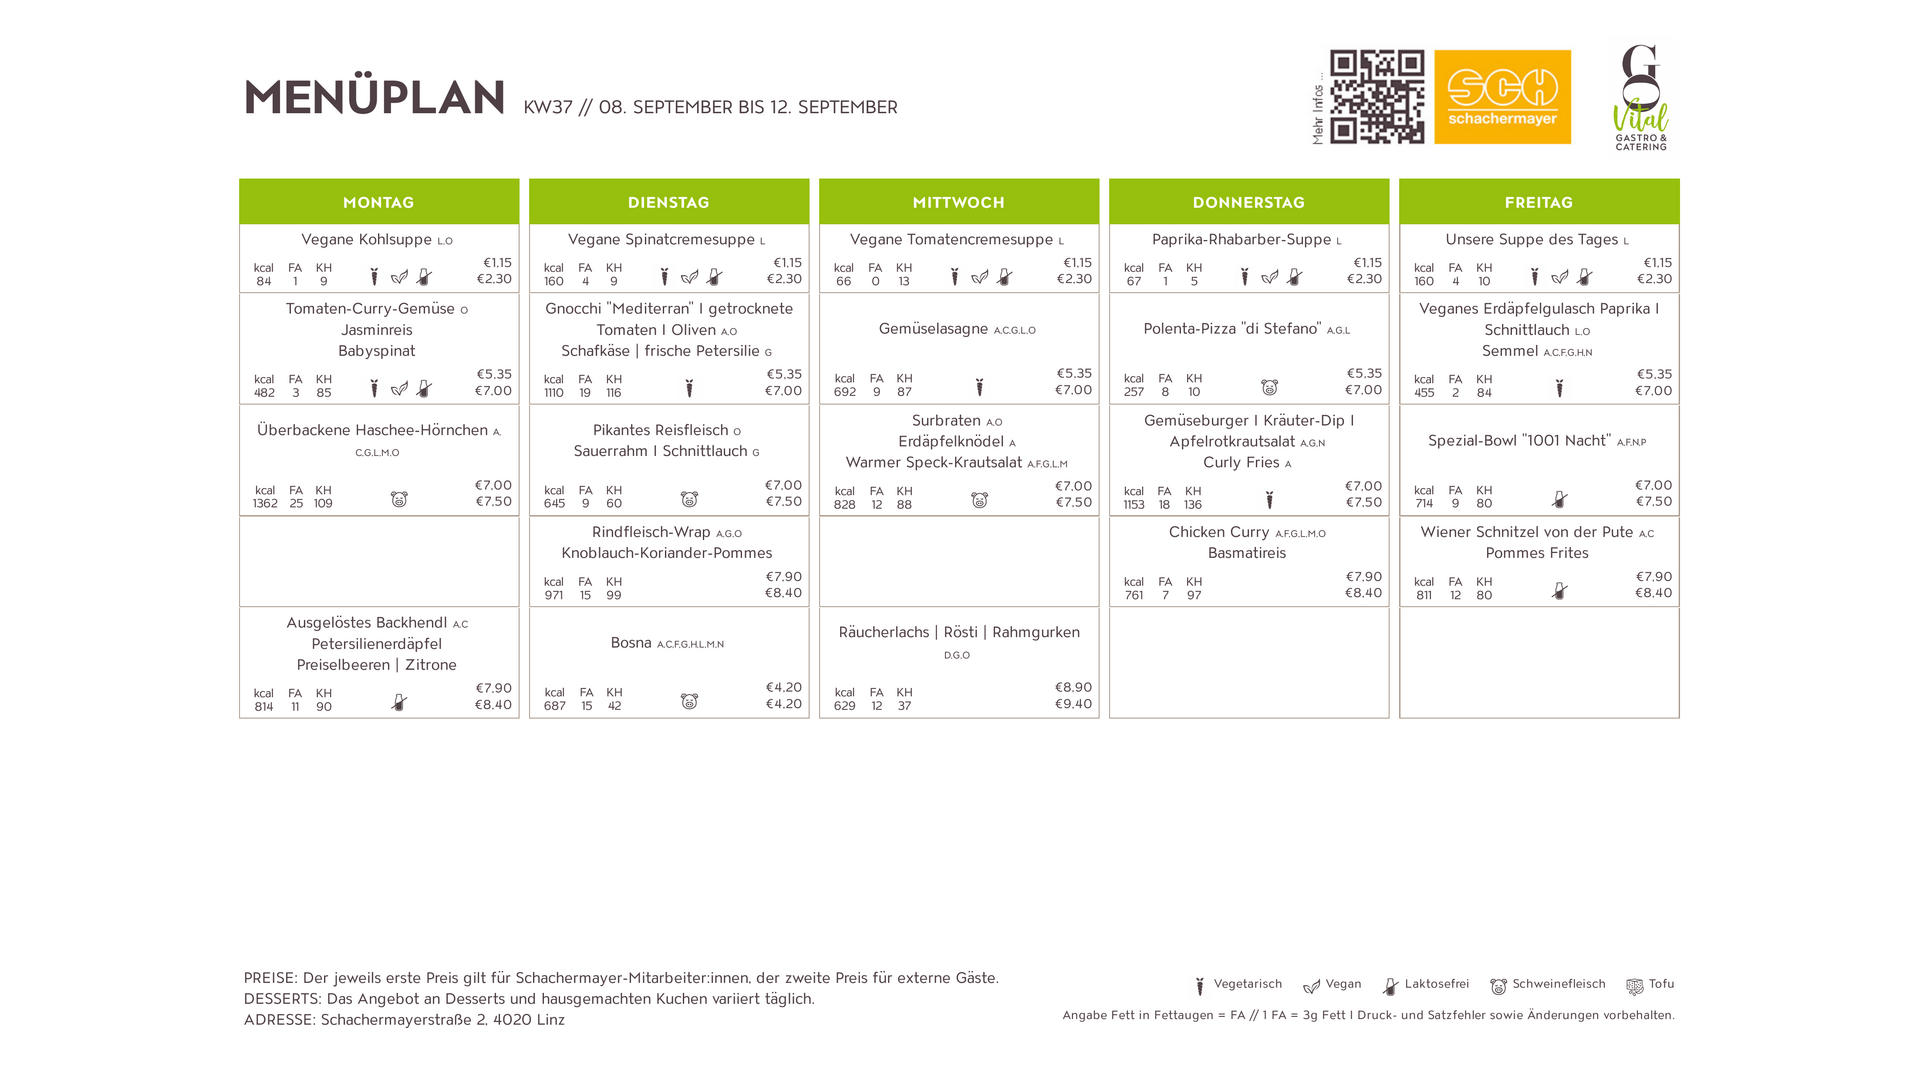 MENÜPLAN KW37 // 08. SEPTEMBER BIS 12. SEPTEMBER
Mehr Infos ...
SCH
schachermayer
G
Vital
GASTRO &
CATERING
MONTAG
Vegane Kohlsuppe L.O
kcal FA KH €1,15
84 1 9 €2,30
Tomaten-Curry-Gemüse O
Jasminreis
Babyspinat
kcal FA KH €5,35
482 3 85 €7,00
Überbackene Haschee-Hörnchen A.
C.G.L.M.O
kcal FA KH €7,00
1362 25 109 €7,50
Ausgelöstes Backhendl A.C
Petersilienerdäpfel
Preiselbeeren | Zitrone
kcal FA KH €7,90
814 11 90 €8,40
DIENSTAG
Vegane Spinatcremesuppe L
kcal FA KH €1,15
160 4 9 €2,30
Gnocchi "Mediterran" I getrocknete
Tomaten I Oliven A.O
Schafkäse | frische Petersilie G
kcal FA KH €5,35
1110 19 116 €7,00
Pikantes Reisfleisch O
Sauerrahm I Schnittlauch G
kcal FA KH €7,00
645 9 60 €7,50
Rindfleisch-Wrap A.G.O
Knoblauch-Koriander-Pommes
kcal FA KH €7,90
971 15 99 €8,40
Bosna A.C.F.G.H.L.M.N
kcal FA KH €4,20
687 15 42 €4,20
MITTWOCH
Vegane Tomatencremesuppe L
kcal FA KH €1,15
66 0 13 €2,30
Gemüselasagne A.C.G.L.O
kcal FA KH €5,35
692 9 87 €7,00
Surbraten A.O
Erdäpfelknödel A
Warmer Speck-Krautsalat A.F.G.L.M
kcal FA KH €7,00
828 12 88 €7,50
Räucherlachs | Rösti | Rahmgurken
D.G.O
kcal FA KH €8,90
629 12 37 €9,40
DONNERSTAG
Paprika-Rhabarber-Suppe L
kcal FA KH €1,15
67 1 5 €2,30
Polenta-Pizza "di Stefano" A.G.L
kcal FA KH €5,35
257 8 10 €7,00
Gemüseburger I Kräuter-Dip I
Apfelrotkrautsalat A.G.N
Curly Fries A
kcal FA KH €7,00
1153 18 136 €7,50
Chicken Curry A.F.G.L.M.O
Basmatireis
kcal FA KH €7,90
761 7 97 €8,40
FREITAG
Unsere Suppe des Tages L
kcal FA KH €1,15
160 4 10 €2,30
Veganes Erdäpfelgulasch Paprika I
Schnittlauch L.O
Semmel A.C.F.G.H.N
kcal FA KH €5,35
455 2 84 €7,00
Spezial-Bowl "1001 Nacht" A.F.N.P
kcal FA KH €7,00
714 9 80 €7,50
Wiener Schnitzel von der Pute A.C
Pommes Frites
kcal FA KH €7,90
811 12 80 €8,40
PREISE: Der jeweils erste Preis gilt für Schachermayer-Mitarbeiter:innen, der zweite Preis für externe Gäste.
DESSERTS: Das Angebot an Desserts und hausgemachten Kuchen variiert täglich.
ADRESSE: Schachermayerstraße 2, 4020 Linz
Vegetarisch Vegan Laktosefrei Schweinefleisch Tofu
Angabe Fett in Fettaugen = FA // 1 FA = 3g Fett I Druck- und Satzfehler sowie Änderungen vorbehalten.